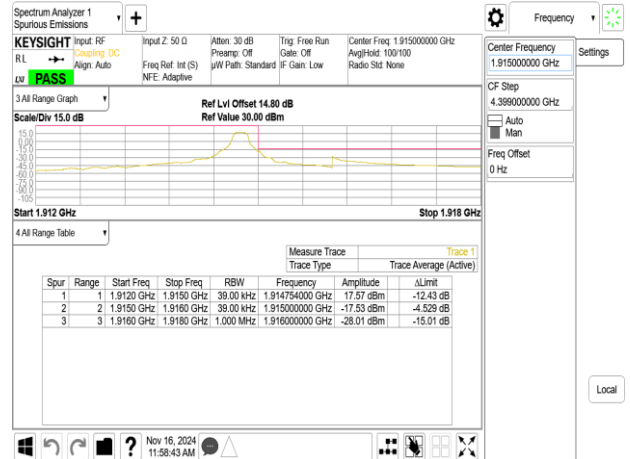 Spectrum Analyzer 1
Spurious Emissions
Frequency
KEYSIGHT Input: RF Input Z: 50 Ω Atten: 30 dB Trig: Free Run Center Freq: 1.915000000 GHz
RL Coupling: DC Preamp: Off Gate: Off Avg|Hold: 100/100
Align: Auto Freq Ref: Int (S) µW Path: Standard IF Gain: Low Radio Std: None
LXI PASS NFE: Adaptive
Center Frequency
1.915000000 GHz
Settings
CF Step
4.399000000 GHz
Auto
Man
Freq Offset
0 Hz
3 All Range Graph
Ref Lvl Offset 14.80 dB
Scale/Div 15.0 dB Ref Value 30.00 dBm
15.0
0.00
-15.0
-30.0
-45.0
-60.0
-75.0
-90.0
-105
Start 1.912 GHz Stop 1.918 GHz
4 All Range Table
Measure Trace Trace 1
Trace Type Trace Average (Active)
Spur Range Start Freq Stop Freq RBW Frequency Amplitude ΔLimit
1 1 1.9120 GHz 1.9150 GHz 39.00 kHz 1.914754000 GHz 17.57 dBm -12.43 dB
2 2 1.9150 GHz 1.9160 GHz 39.00 kHz 1.915000000 GHz -17.53 dBm -4.529 dB
3 3 1.9160 GHz 1.9180 GHz 1.000 MHz 1.916000000 GHz -28.01 dBm -15.01 dB
Local
Nov 16, 2024
11:58:43 AM